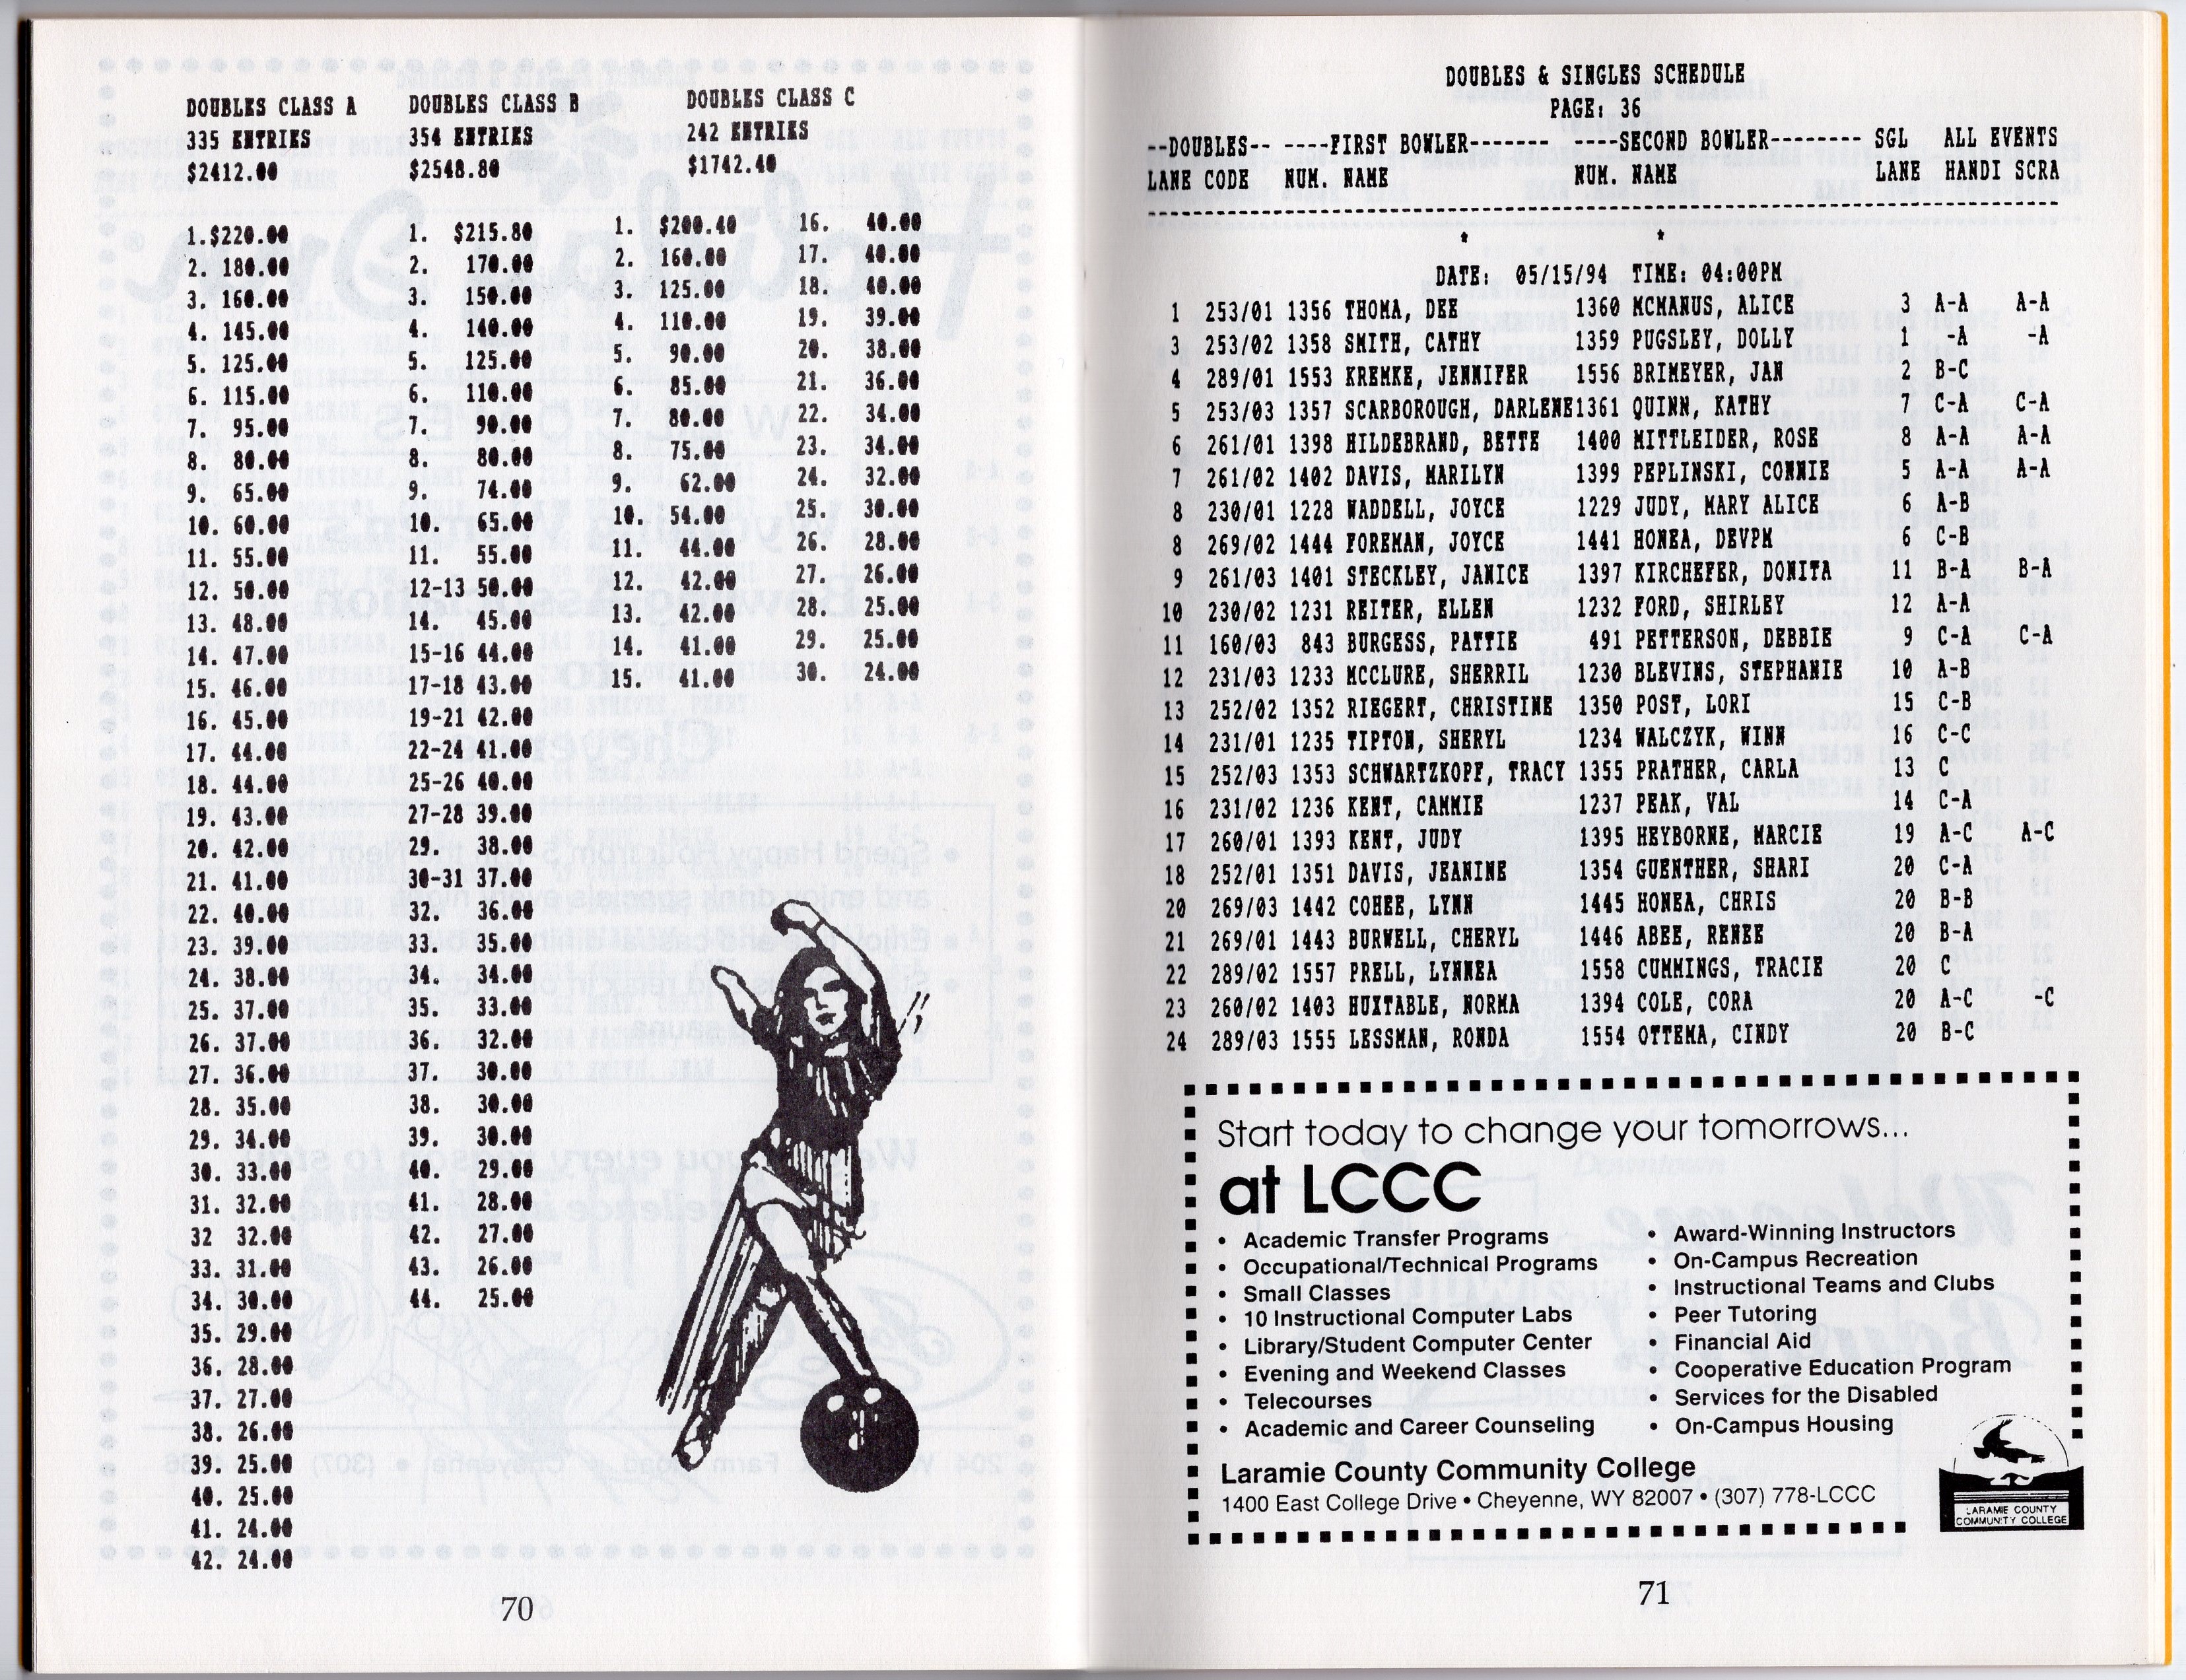 DOUBLES CLASS A
335 ENTRIES
$2412.00
1.$220.00
2. 180.00
3. 160.00
4. 145.00
5. 125.00
6. 115.00
7. 95.00
8. 80.00
9. 65.00
10. 60.00
11. 55.00
12. 50.00
13. 48.00
14. 47.00
15. 46.00
16. 45.00
17. 44.00
18. 44.00
19. 43.00
20. 42.00
21. 41.00
22. 40.00
23. 39.00
24. 38.00
25. 37.00
26. 37.00
27. 36.00
28. 35.00
29. 34.00
30. 33.00
31. 32.00
32 32.00
33. 31.00
34. 30.00
35. 29.00
36. 28.00
37. 27.00
38. 26.00
39. 25.00
40. 25.00
41. 24.00
42. 24.00
DOUBLES CLASS B
354 ENTRIES
$2548.80
1. $215.80
2. 170.00
3. 150.00
4. 140.00
5. 125.00
6. 110.00
7. 90.00
8. 80.00
9. 74.00
10. 65.00
11. 55.00
12-13 50.00
14. 45.00
15-16 44.00
17-18 43.00
19-21 42.00
22-24 41.00
25-26 40.00
27-28 39.00
29. 38.00
30-31 37.00
32. 36.00
33. 35.00
34. 34.00
35. 33.00
36. 32.00
37. 30.00
38. 30.00
39. 30.00
40. 29.00
41. 28.00
42. 27.00
43. 26.00
44. 25.00
DOUBLES CLASS C
242 ENTRIES
$1742.40
1. $200.40
2. 160.00
3. 125.00
4. 110.00
5. 90.00
6. 85.00
7. 80.00
8. 75.00
9. 62.00
10. 54.00
11. 44.00
12. 42.00
13. 42.00
14. 41.00
15. 41.00
16. 40.00
17. 40.00
18. 40.00
19. 39.00
20. 38.00
21. 36.00
22. 34.00
23. 34.00
24. 32.00
25. 30.00
26. 28.00
27. 26.00
28. 25.00
29. 25.00
30. 24.00
70
DOUBLES & SINGLES SCHEDULE
PAGE: 36
--DOUBLES-- ----FIRST BOWLER-------- ----SECOND BOWLER-------- SGL ALL EVENTS
LANE CODE NUM. NAME NUM. NAME LANE HANDI SCRA
* *
DATE: 05/15/94 TIME: 04:00PM
1 253/01 1356 THOMA, DEE 1360 MCMANUS, ALICE 3 A-A A-A
3 253/02 1358 SMITH, CATHY 1359 PUGSLEY, DOLLY 1 -A -A
4 289/01 1553 KREMKE, JENNIFER 1556 BRIMEYER, JAN 2 B-C
5 253/03 1357 SCARBOROUGH, DARLENE1361 QUINN, KATHY 7 C-A C-A
6 261/01 1398 HILDEBRAND, BETTE 1400 MITTLEIDER, ROSE 8 A-A A-A
7 261/02 1402 DAVIS, MARILYN 1399 PEPLINSKI, CONNIE 5 A-A A-A
8 230/01 1228 WADDELL, JOYCE 1229 JUDY, MARY ALICE 6 A-B
8 269/02 1444 FOREMAN, JOYCE 1441 HONEA, DEVPM 6 C-B
9 261/03 1401 STECKLEY, JANICE 1397 KIRCHEFER, DONITA 11 B-A B-A
10 230/02 1231 REITER, ELLEN 1232 FORD, SHIRLEY 12 A-A
11 160/03 843 BURGESS, PATTIE 491 PETTERSON, DEBBIE 9 C-A C-A
12 231/03 1233 MCCLURE, SHERRIL 1230 BLEVINS, STEPHANIE 10 A-B
13 252/02 1352 RIEGERT, CHRISTINE 1350 POST, LORI 15 C-B
14 231/01 1235 TIPTON, SHERYL 1234 WALCZYK, WINN 16 C-C
15 252/03 1353 SCHWARTZKOPF, TRACY 1355 PRATHER, CARLA 13 C
16 231/02 1236 KENT, CAMMIE 1237 PEAK, VAL 14 C-A
17 260/01 1393 KENT, JUDY 1395 HEYBORNE, MARCIE 19 A-C A-C
18 252/01 1351 DAVIS, JEANINE 1354 GUENTHER, SHARI 20 C-A
20 269/03 1442 COHEE, LYNN 1445 HONEA, CHRIS 20 B-B
21 269/01 1443 BURWELL, CHERYL 1446 ABEE, RENEE 20 B-A
22 289/02 1557 PRELL, LYNNEA 1558 CUMMINGS, TRACIE 20 C
23 260/02 1403 HUXTABLE, NORMA 1394 COLE, CORA 20 A-C -C
24 289/03 1555 LESSMAN, RONDA 1554 OTTEMA, CINDY 20 B-C
Start today to change your tomorrows...
at LCCC
• Academic Transfer Programs
• Occupational/Technical Programs
• Small Classes
• 10 Instructional Computer Labs
• Library/Student Computer Center
• Evening and Weekend Classes
• Telecourses
• Academic and Career Counseling
• Award-Winning Instructors
• On-Campus Recreation
• Instructional Teams and Clubs
• Peer Tutoring
• Financial Aid
• Cooperative Education Program
• Services for the Disabled
• On-Campus Housing
Laramie County Community College
1400 East College Drive • Cheyenne, WY 82007 • (307) 778-LCCC
LARAMIE COUNTY
COMMUNITY COLLEGE
71